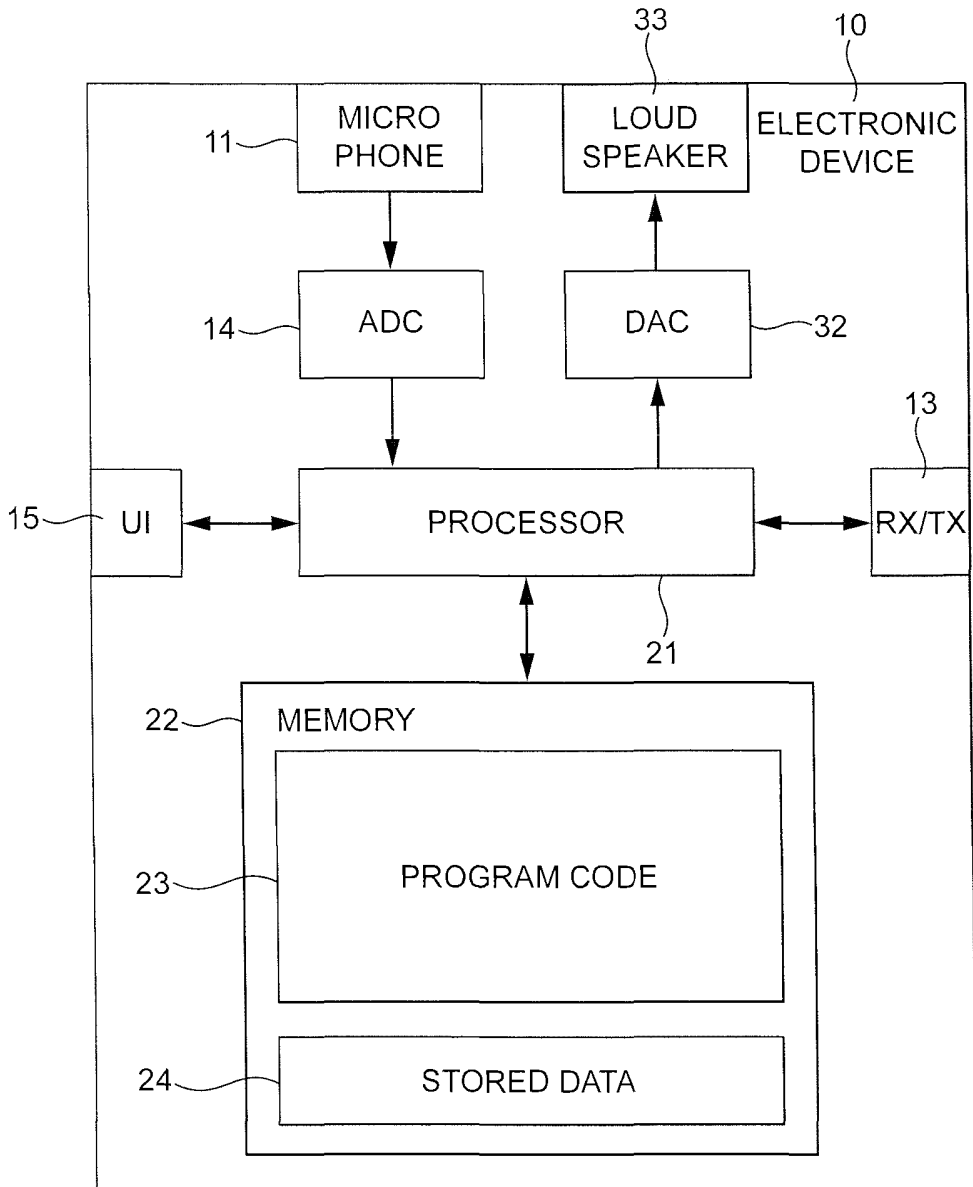 33
10
MICRO
PHONE
LOUD
SPEAKER
ELECTRONIC
DEVICE
11
14
ADC
DAC
32
13
15
UI
PROCESSOR
RX/TX
21
22
MEMORY
23
PROGRAM CODE
24
STORED DATA